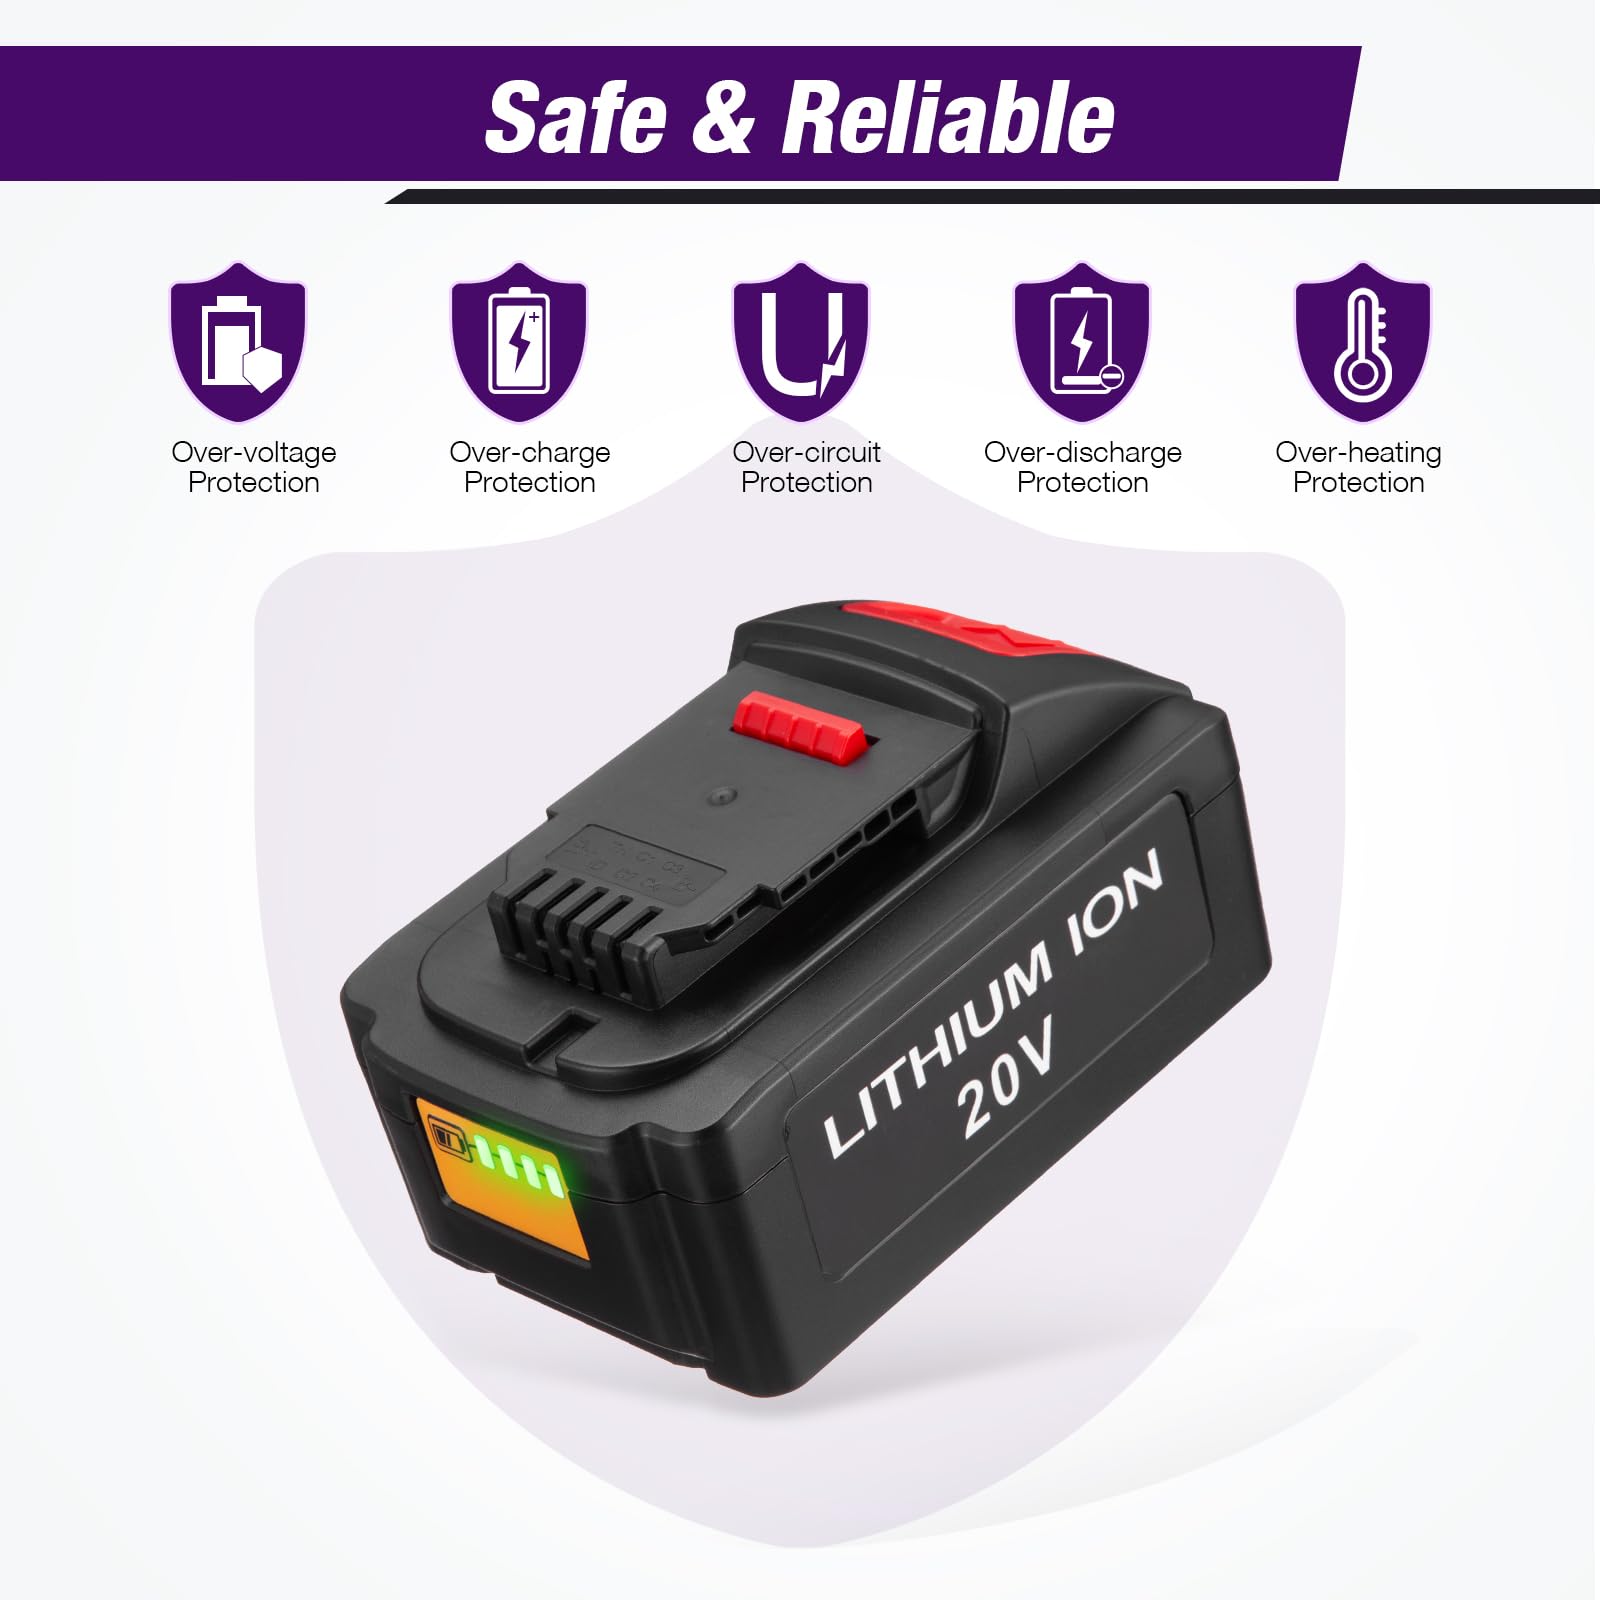 Safe & Reliable
Over-voltage
Protection
Over-charge
Protection
Over-circuit
Protection
Over-discharge
Protection
Over-heating
Protection
LITHIUM ION
20V